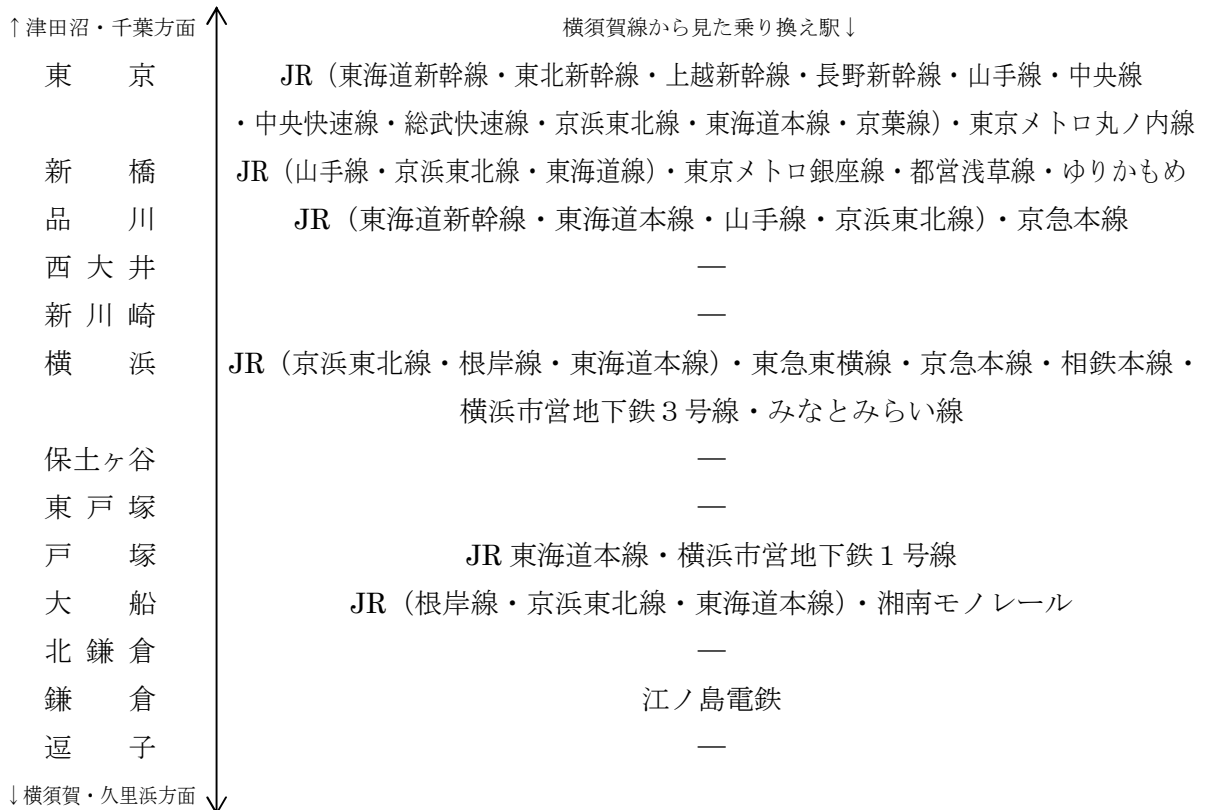 ↑津田沼・千葉方面 横須賀線から見た乗り換え駅↓
東京 JR（東海道新幹線・東北新幹線・上越新幹線・長野新幹線・山手線・中央線
・中央快速線・総武快速線・京浜東北線・東海道本線・京葉線）・東京メトロ丸ノ内線
新橋 JR（山手線・京浜東北線・東海道線）・東京メトロ銀座線・都営浅草線・ゆりかもめ
品川 JR（東海道新幹線・東海道本線・山手線・京浜東北線）・京急本線
西大井 ―
新川崎 ―
横浜 JR（京浜東北線・根岸線・東海道本線）・東急東横線・京急本線・相鉄本線・
横浜市営地下鉄３号線・みなとみらい線
保土ヶ谷 ―
東戸塚 ―
戸塚 JR 東海道本線・横浜市営地下鉄１号線
大船 JR（根岸線・京浜東北線・東海道本線）・湘南モノレール
北鎌倉 ―
鎌倉 江ノ島電鉄
逗子 ―
↓横須賀・久里浜方面